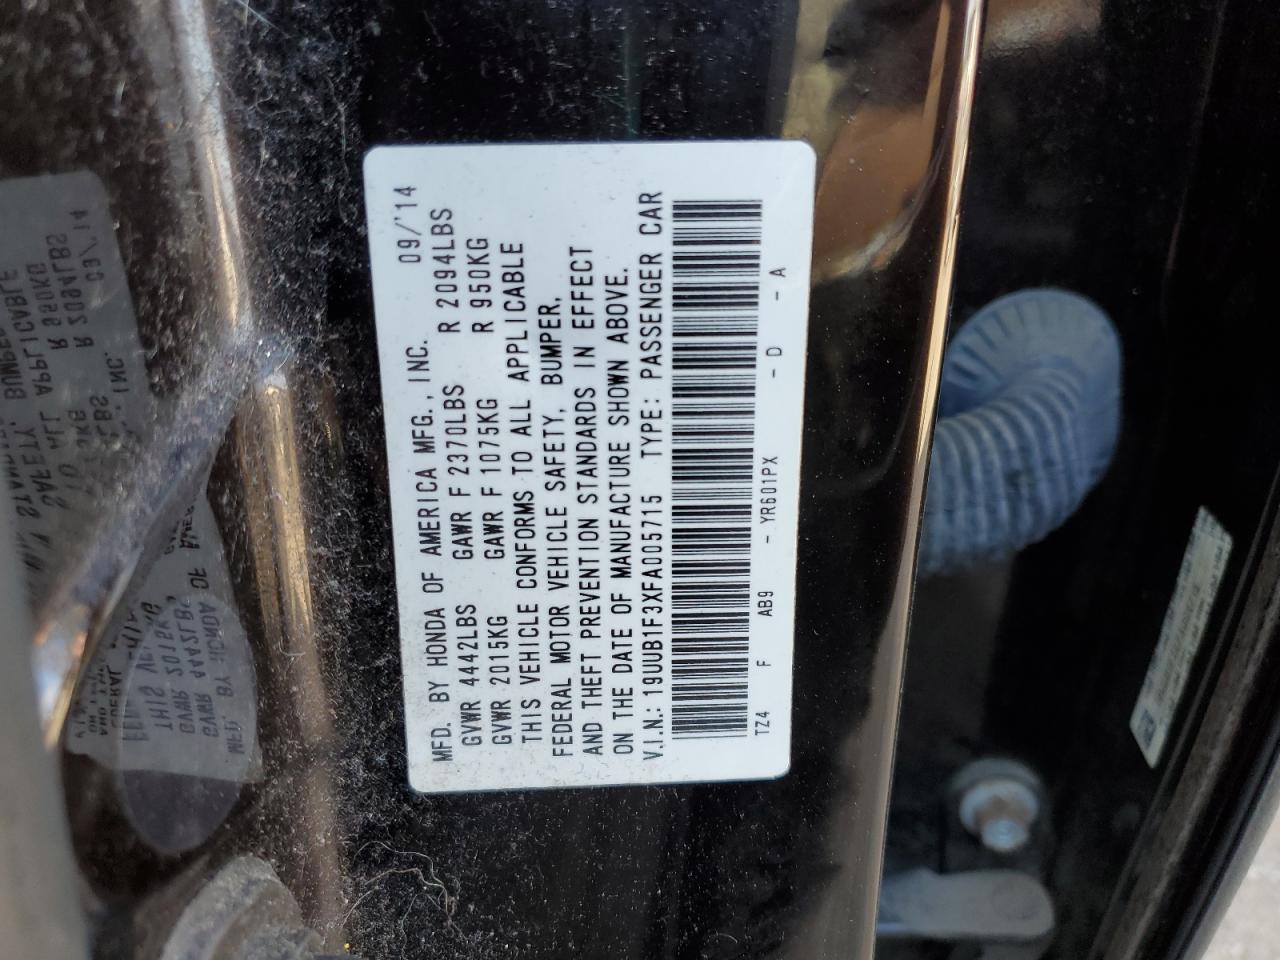 MFD. BY HONDA OF AMERICA MFG., INC. 09/'14
GVWR 4442LBS GAWR F 2370LBS R 2094LBS
GVWR 2015KG GAWR F 1075KG R 950KG
THIS VEHICLE CONFORMS TO ALL APPLICABLE
FEDERAL MOTOR VEHICLE SAFETY, BUMPER,
AND THEFT PREVENTION STANDARDS IN EFFECT
ON THE DATE OF MANUFACTURE SHOWN ABOVE.
V.I.N.: 19UUB1F3XFA005715 TYPE: PASSENGER CAR
TZ4 F AB9 - YR601PX - D - A